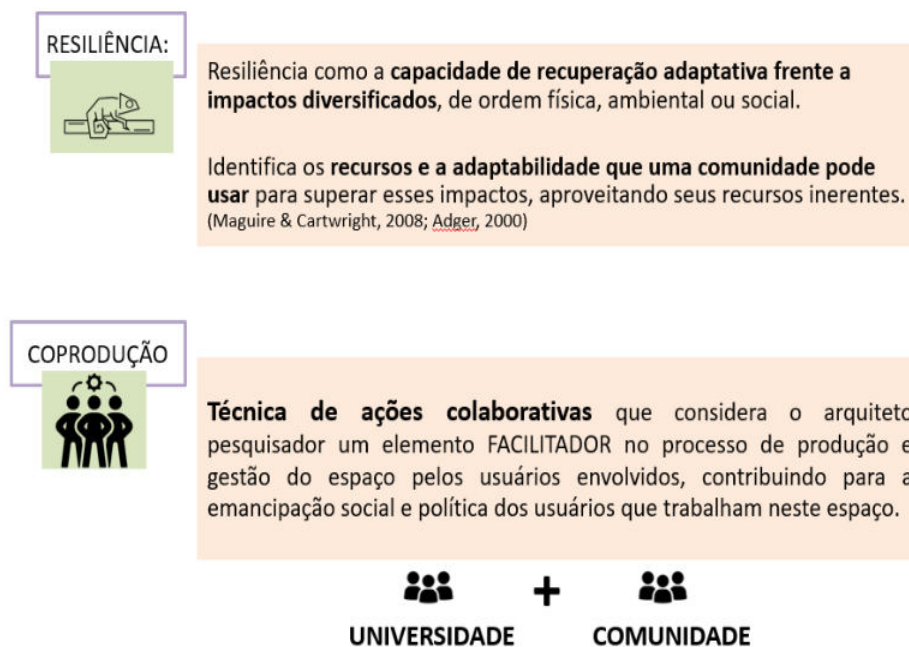 RESILIÊNCIA:
Resiliência como a capacidade de recuperação adaptativa frente a
impactos diversificados, de ordem física, ambiental ou social.
Identifica os recursos e a adaptabilidade que uma comunidade pode
usar para superar esses impactos, aproveitando seus recursos inerentes.
(Maguire & Cartwright, 2008; Adger, 2000)
COPRODUÇÃO
Técnica de ações colaborativas que considera o arquiteto
pesquisador um elemento FACILITADOR no processo de produção e
gestão do espaço pelos usuários envolvidos, contribuindo para a
emancipação social e política dos usuários que trabalham neste espaço.
+
UNIVERSIDADE COMUNIDADE